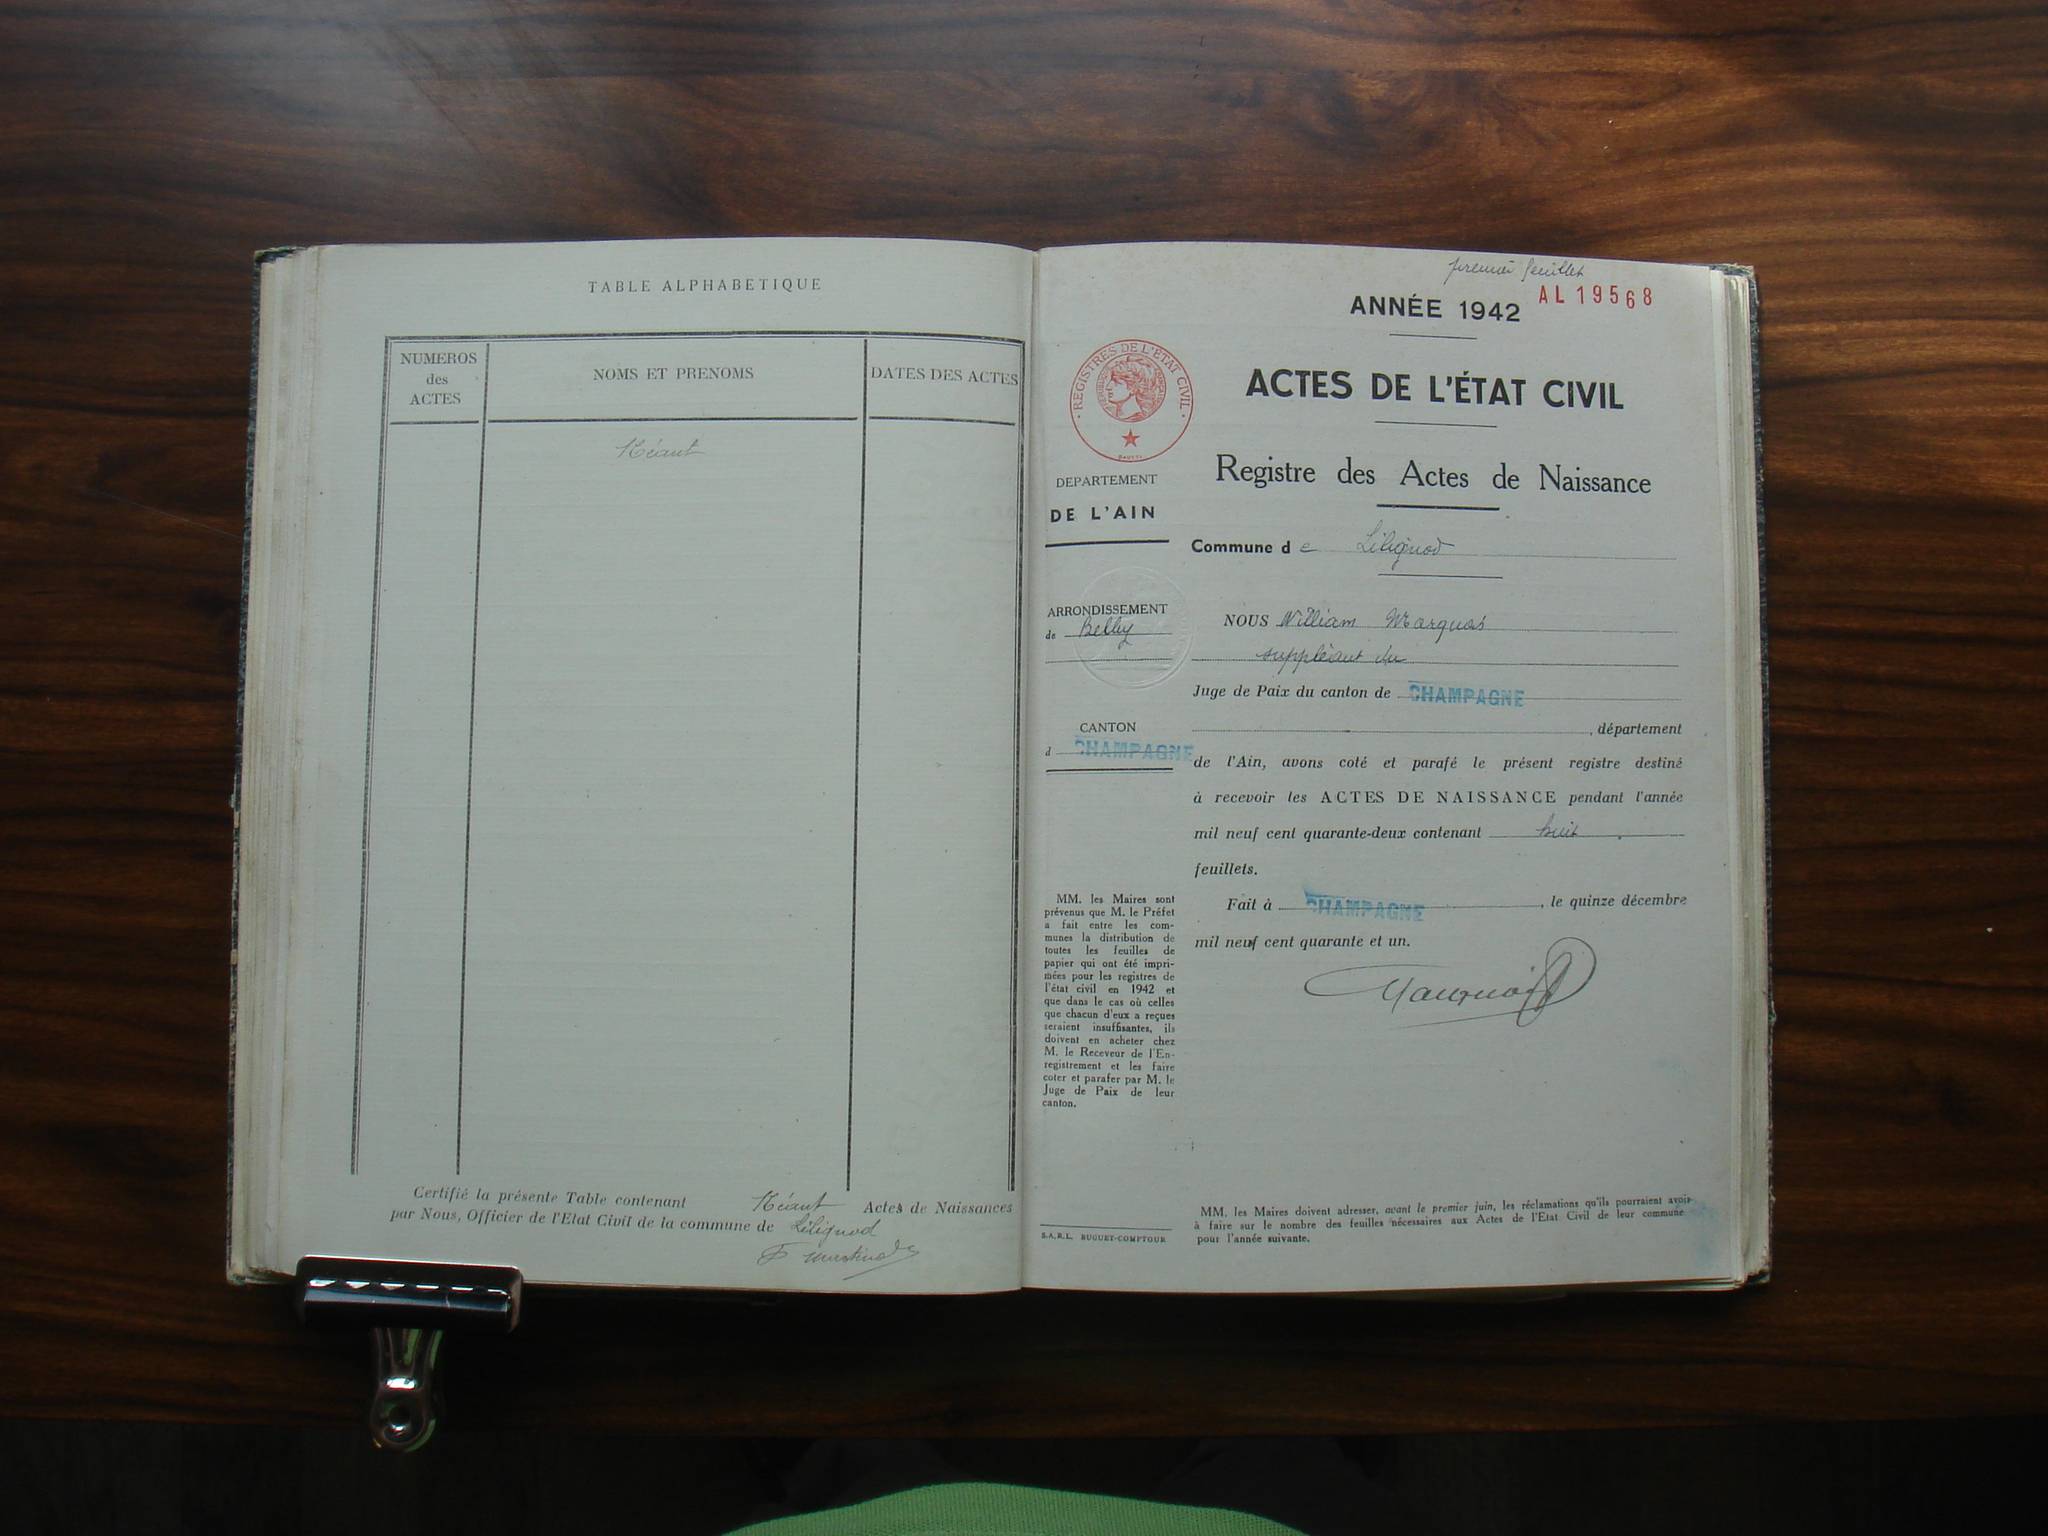 TABLE ALPHABETIQUE
NUMEROS
des
ACTES
NOMS ET PRENOMS
DATES DES ACTES
Néant
Certifié la présente Table contenant Néant Actes de Naissances
par Nous, Officier de l'Etat Civil de la commune de Lilignod
premier feuillet
AL 19568
ANNÉE 1942
REGISTRES DE L'ÉTAT CIVIL
ACTES DE L'ÉTAT CIVIL
Registre des Actes de Naissance
DEPARTEMENT
DE L'AIN
Commune de Lilignod
ARRONDISSEMENT
de Belley
CANTON
d CHAMPAGNE
NOUS William Marquois
suppléant du
Juge de Paix du canton de CHAMPAGNE
, département
de l'Ain, avons coté et parafé le présent registre destiné
à recevoir les ACTES DE NAISSANCE pendant l'année
mil neuf cent quarante-deux contenant huit
feuillets.
Fait à CHAMPAGNE, le quinze décembre
mil neuf cent quarante et un.
MM. les Maires sont
prévenus que M. le Préfet
a fait entre les com-
munes la distribution de
toutes les feuilles de
papier qui ont été impri-
mées pour les registres de
l'état civil en 1942 et
que dans le cas où celles
que chacun d'eux a reçues
seraient insuffisantes, ils
doivent en acheter chez
M. le Receveur de l'En-
registrement et les faire
coter et parafer par M. le
Juge de Paix de leur
canton.
S.A.R.L. BUGUET-COMPTOUR
MM. les Maires doivent adresser, avant le premier juin, les réclamations qu'ils pourraient avoir
à faire sur le nombre des feuilles nécessaires aux Actes de l'Etat Civil de leur commune
pour l'année suivante.